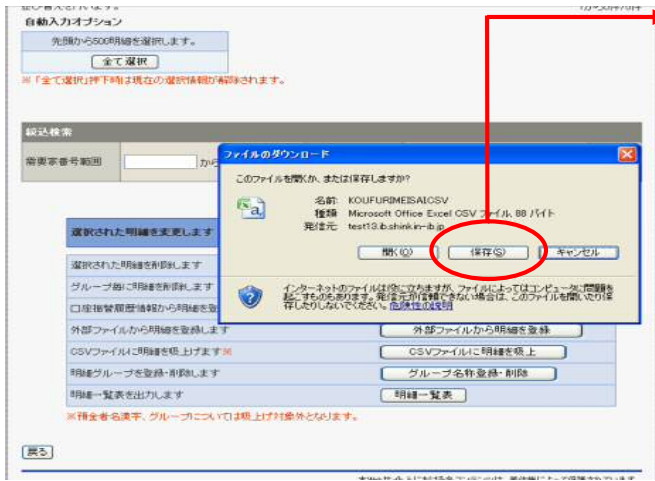 自動入力オプション
先頭から500明細を選択します。
全て選択
※「全て選択」押下時は現在の選択情報が解除されます。
絞込検索
需要家番号範囲
から
ファイルのダウンロード
このファイルを開くか、または保存しますか?
名前: KOUFURIMEISAICSV
種類 Microsoft Office Excel CSV ファイル, 88 バイト
発信元: test13.ib.shinkin-ib.jp
開く(O)
保存(S)
キャンセル
インターネットのファイルは役に立ちますが、ファイルによってはコンピュータに問題を
起こすものもあります。発信元が信頼できない場合は、このファイルを開いたり保
存したりしないでください。危険性の説明
選択された明細を変更します
選択された明細を削除します
グループ毎に明細を削除します
口座振替履歴情報から明細を登
外部ファイルから明細を登録します
外部ファイルから明細を登録
CSVファイルに明細を吸上げます※
CSVファイルに明細を吸上
明細グループを登録・削除します
グループ名称登録・削除
明細一覧表を出力します
明細一覧表
※預金者名漢字、グループについては吸上げ対象外となります。
戻る